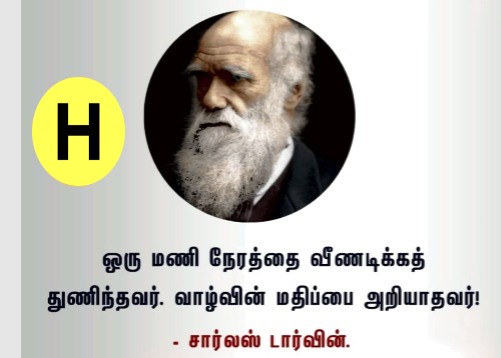 H
ஒரு மணி நேரத்தை வீணடிக்கத்
துணிந்தவர். வாழ்வின் மதிப்பை அறியாதவர்!
- சார்லஸ் டார்வின்.